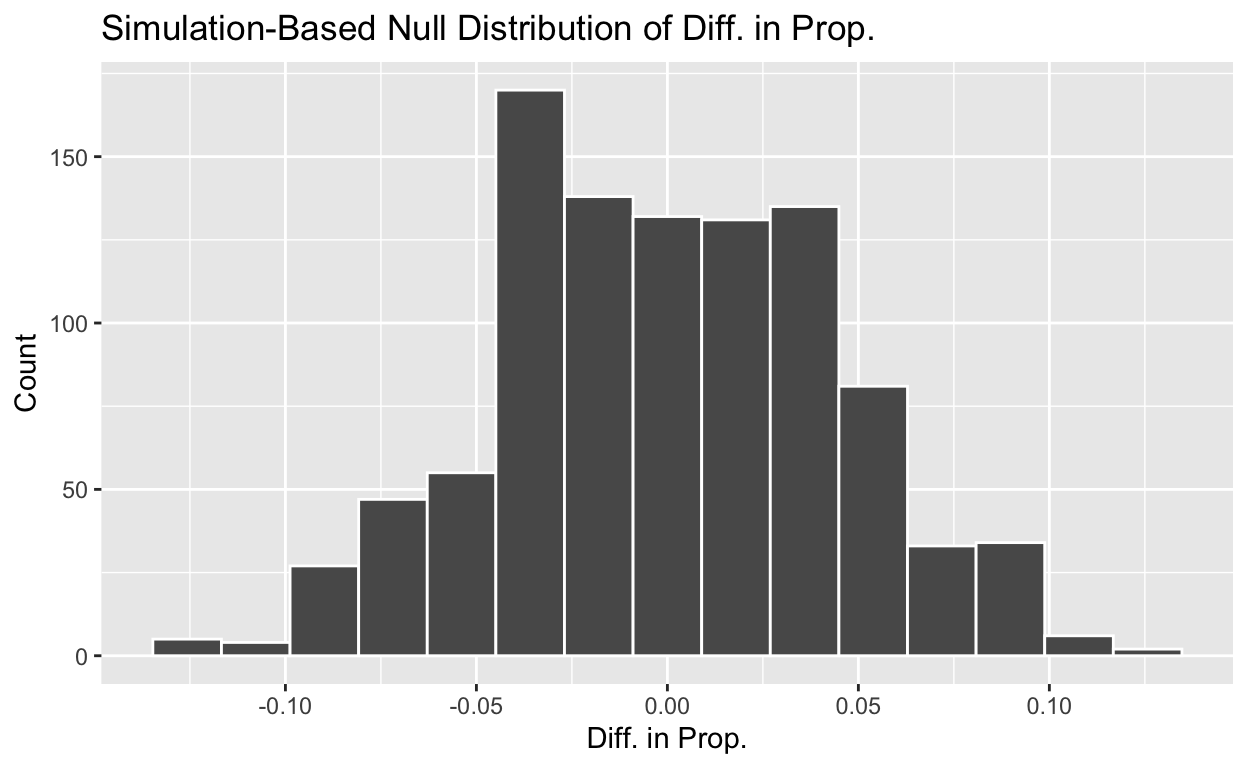 Simulation-Based Null Distribution of Diff. in Prop.
150
100
50
0
Count
-0.10 -0.05 0.00 0.05 0.10
Diff. in Prop.